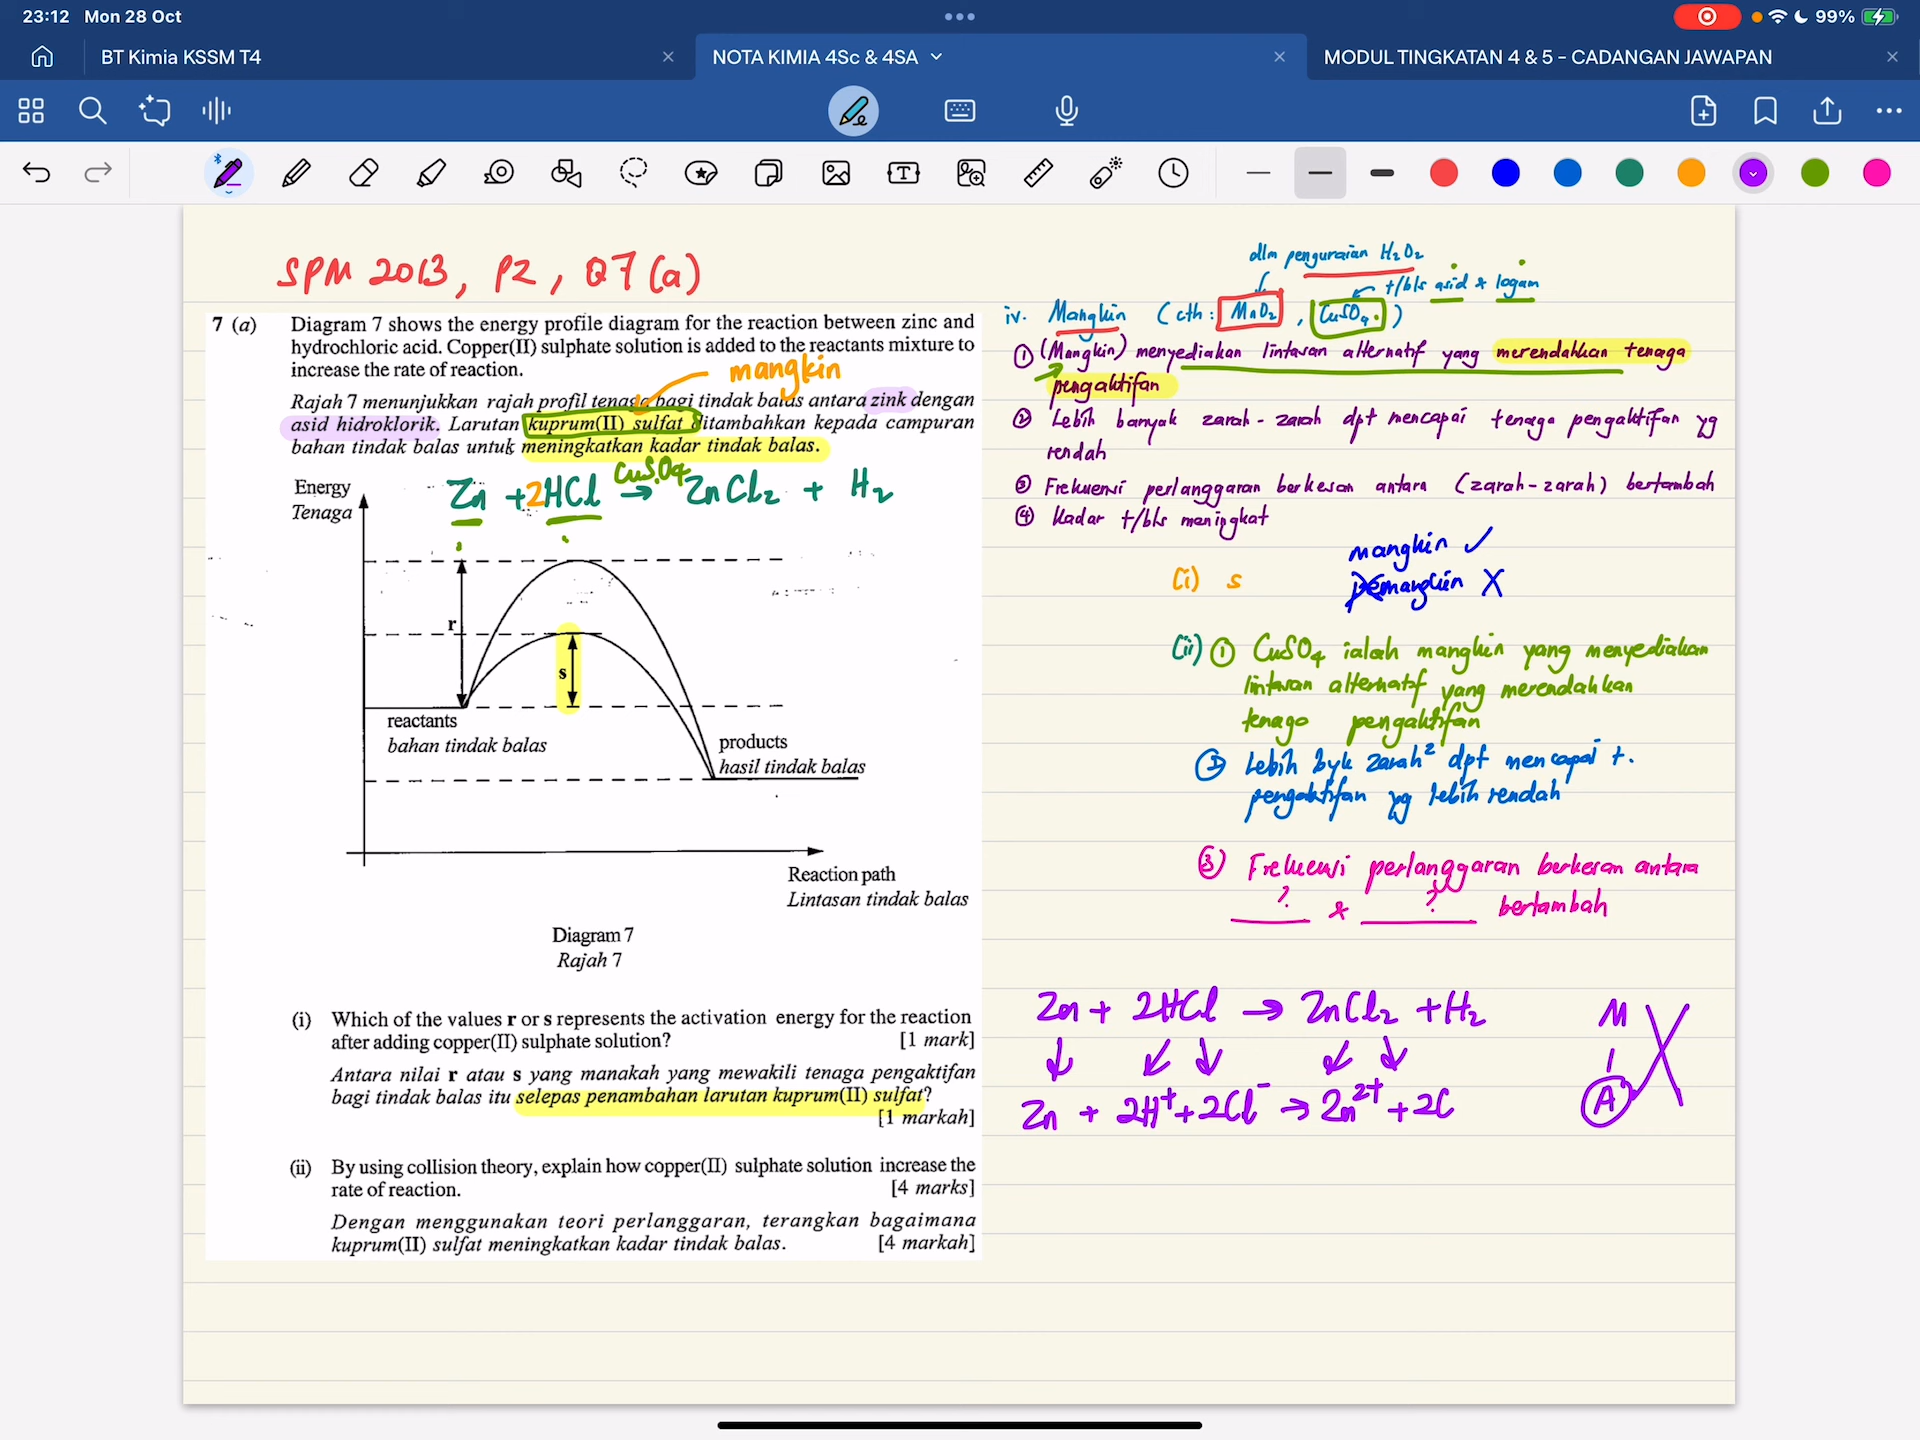 23:12 Mon 28 Oct
99%
BT Kimia KSSM T4
NOTA KIMIA 4Sc & 4SA
MODUL TINGKATAN 4 & 5 - CADANGAN JAWAPAN
SPM 2013, P2, Q7 (a)
7 (a) Diagram 7 shows the energy profile diagram for the reaction between zinc and
hydrochloric acid. Copper(II) sulphate solution is added to the reactants mixture to
increase the rate of reaction.
mangkin
Rajah 7 menunjukkan rajah profil tenaga bagi tindak balas antara zink dengan
asid hidroklorik. Larutan kuprum(II) sulfat ditambahkan kepada campuran
bahan tindak balas untuk meningkatkan kadar tindak balas.
CuSO4
Zn + 2HCl → ZnCl2 + H2
Energy
Tenaga
r
s
reactants
bahan tindak balas
products
hasil tindak balas
Reaction path
Lintasan tindak balas
Diagram 7
Rajah 7
(i) Which of the values r or s represents the activation energy for the reaction
after adding copper(II) sulphate solution? [1 mark]
Antara nilai r atau s yang manakah yang mewakili tenaga pengaktifan
bagi tindak balas itu selepas penambahan larutan kuprum(II) sulfat?
[1 markah]
(ii) By using collision theory, explain how copper(II) sulphate solution increase the
rate of reaction. [4 marks]
Dengan menggunakan teori perlanggaran, terangkan bagaimana
kuprum(II) sulfat meningkatkan kadar tindak balas. [4 markah]
dlm penguraian H2O2
t/bls asid & logam
iv. Mangkin (cth: MnO2, CuSO4)
① (Mangkin) menyediakan lintasan alternatif yang merendahkan tenaga
pengaktifan
② Lebih banyak zarah-zarah dpt mencapai tenaga pengaktifan yg
rendah
③ Frekuensi perlanggaran berkesan antara (zarah-zarah) bertambah
④ Kadar t/bls meningkat
mangkin ✓
(i) s
pemangkin X
(ii) ① CuSO4 ialah mangkin yang menyediakan
lintasan alternatif yang merendahkan
tenaga pengaktifan
② Lebih byk zarah² dpt mencapai t.
pengaktifan yg lebih rendah
③ Frekuensi perlanggaran berkesan antara
? & ? bertambah
Zn + 2HCl → ZnCl2 + H2
M
Zn + 2H⁺ + 2Cl⁻ → Zn²⁺ + 2C
A